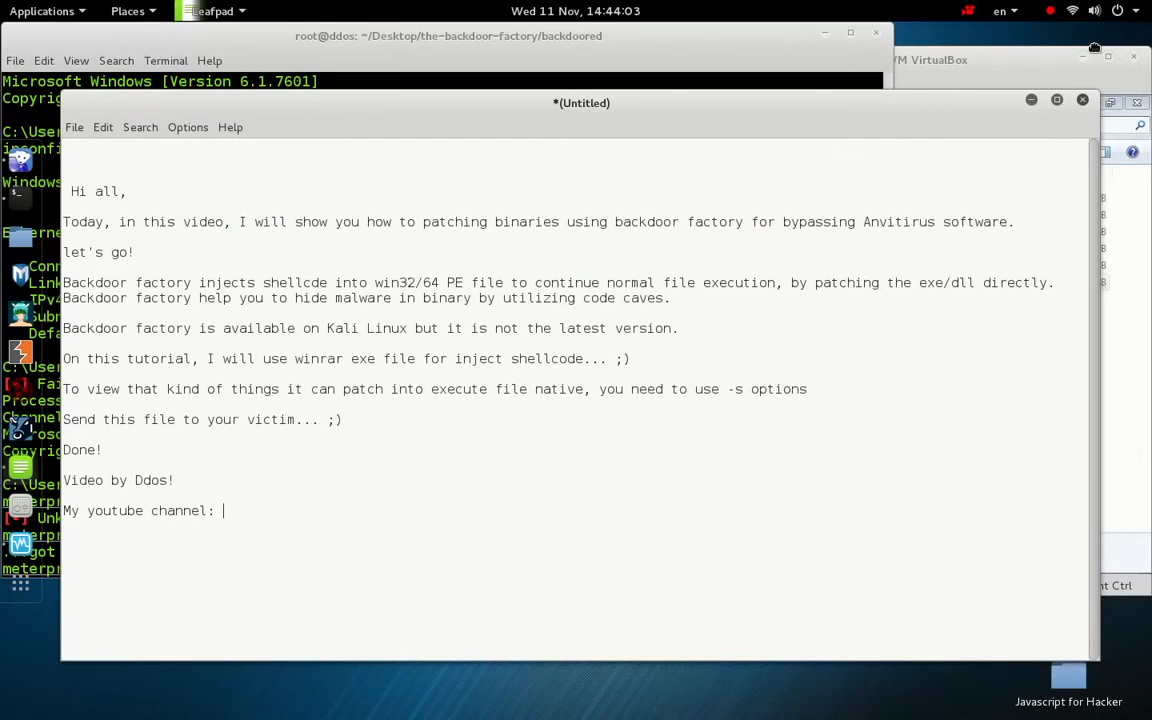 Applications Places Leafpad Wed 11 Nov, 14:44:03 en
root@ddos: ~/Desktop/the-backdoor-factory/backdoored
File Edit View Search Terminal Help
VM VirtualBox
Microsoft Windows [Version 6.1.7601]
*(Untitled)
File Edit Search Options Help
Hi all,
Today, in this video, I will show you how to patching binaries using backdoor factory for bypassing Anvitirus software.
let's go!
Backdoor factory injects shellcde into win32/64 PE file to continue normal file execution, by patching the exe/dll directly.
Backdoor factory help you to hide malware in binary by utilizing code caves.
Backdoor factory is available on Kali Linux but it is not the latest version.
On this tutorial, I will use winrar exe file for inject shellcode... ;)
To view that kind of things it can patch into execute file native, you need to use -s options
Send this file to your victim... ;)
Done!
Video by Ddos!
My youtube channel:
Javascript for Hacker